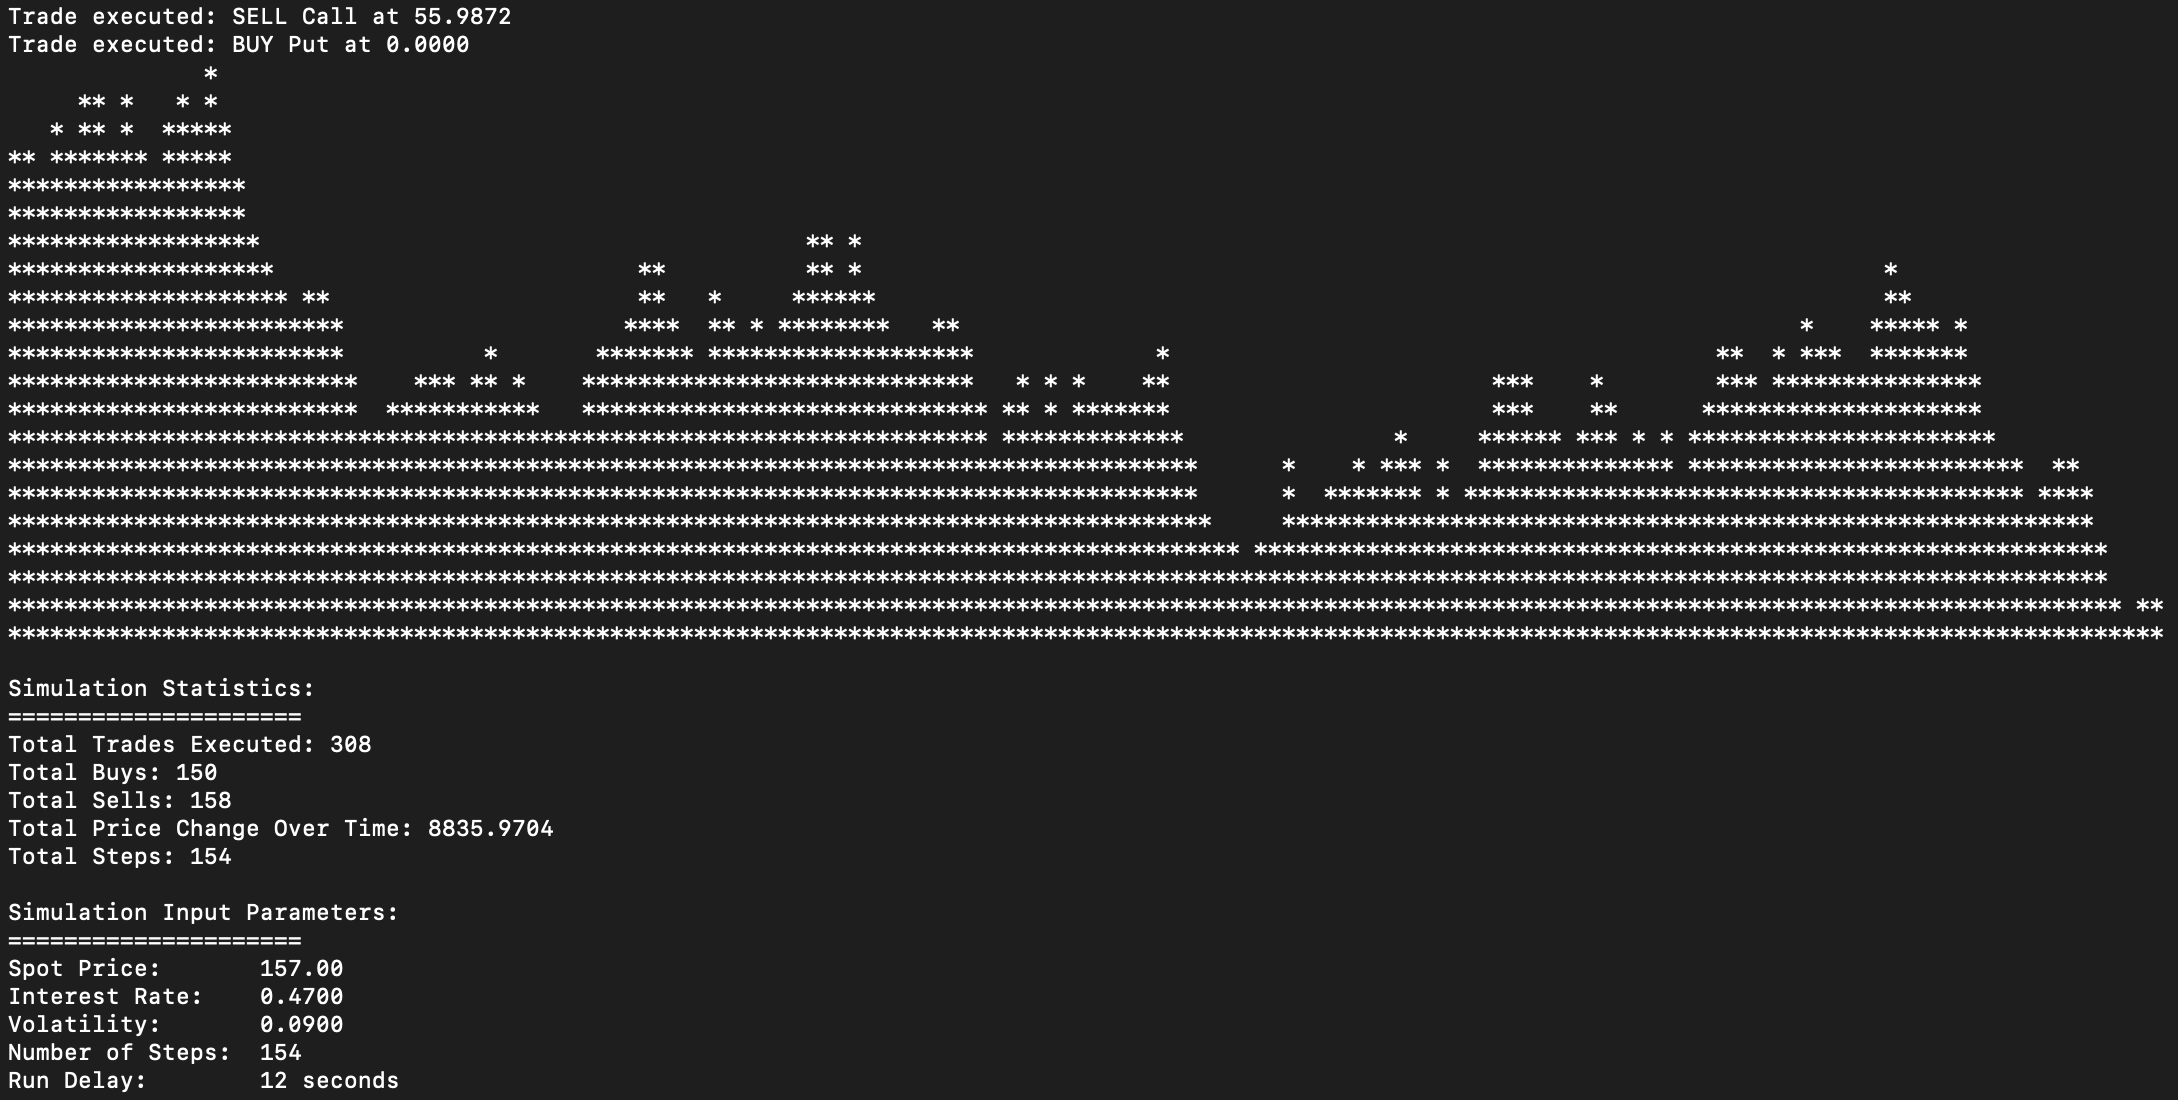 Trade executed: SELL Call at 55.9872
Trade executed: BUY Put at 0.0000
Simulation Statistics:
=====================
Total Trades Executed: 308
Total Buys: 150
Total Sells: 158
Total Price Change Over Time: 8835.9704
Total Steps: 154
Simulation Input Parameters:
=====================
Spot Price:       157.00
Interest Rate:    0.4700
Volatility:       0.0900
Number of Steps:  154
Run Delay:        12 seconds